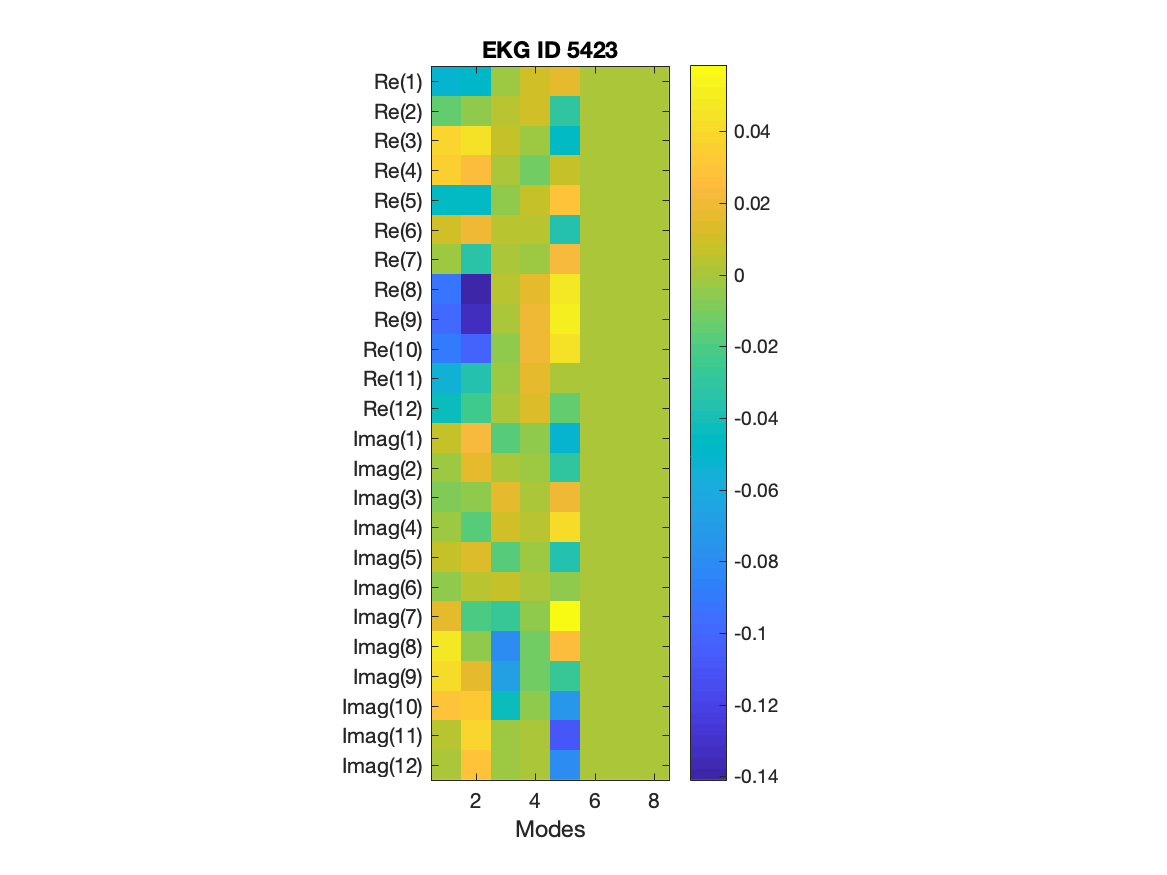 EKG ID 5423
Re(1)
Re(2)
Re(3)
Re(4)
Re(5)
Re(6)
Re(7)
Re(8)
Re(9)
Re(10)
Re(11)
Re(12)
Imag(1)
Imag(2)
Imag(3)
Imag(4)
Imag(5)
Imag(6)
Imag(7)
Imag(8)
Imag(9)
Imag(10)
Imag(11)
Imag(12)
2 4 6 8
Modes
0.04
0.02
0
-0.02
-0.04
-0.06
-0.08
-0.1
-0.12
-0.14